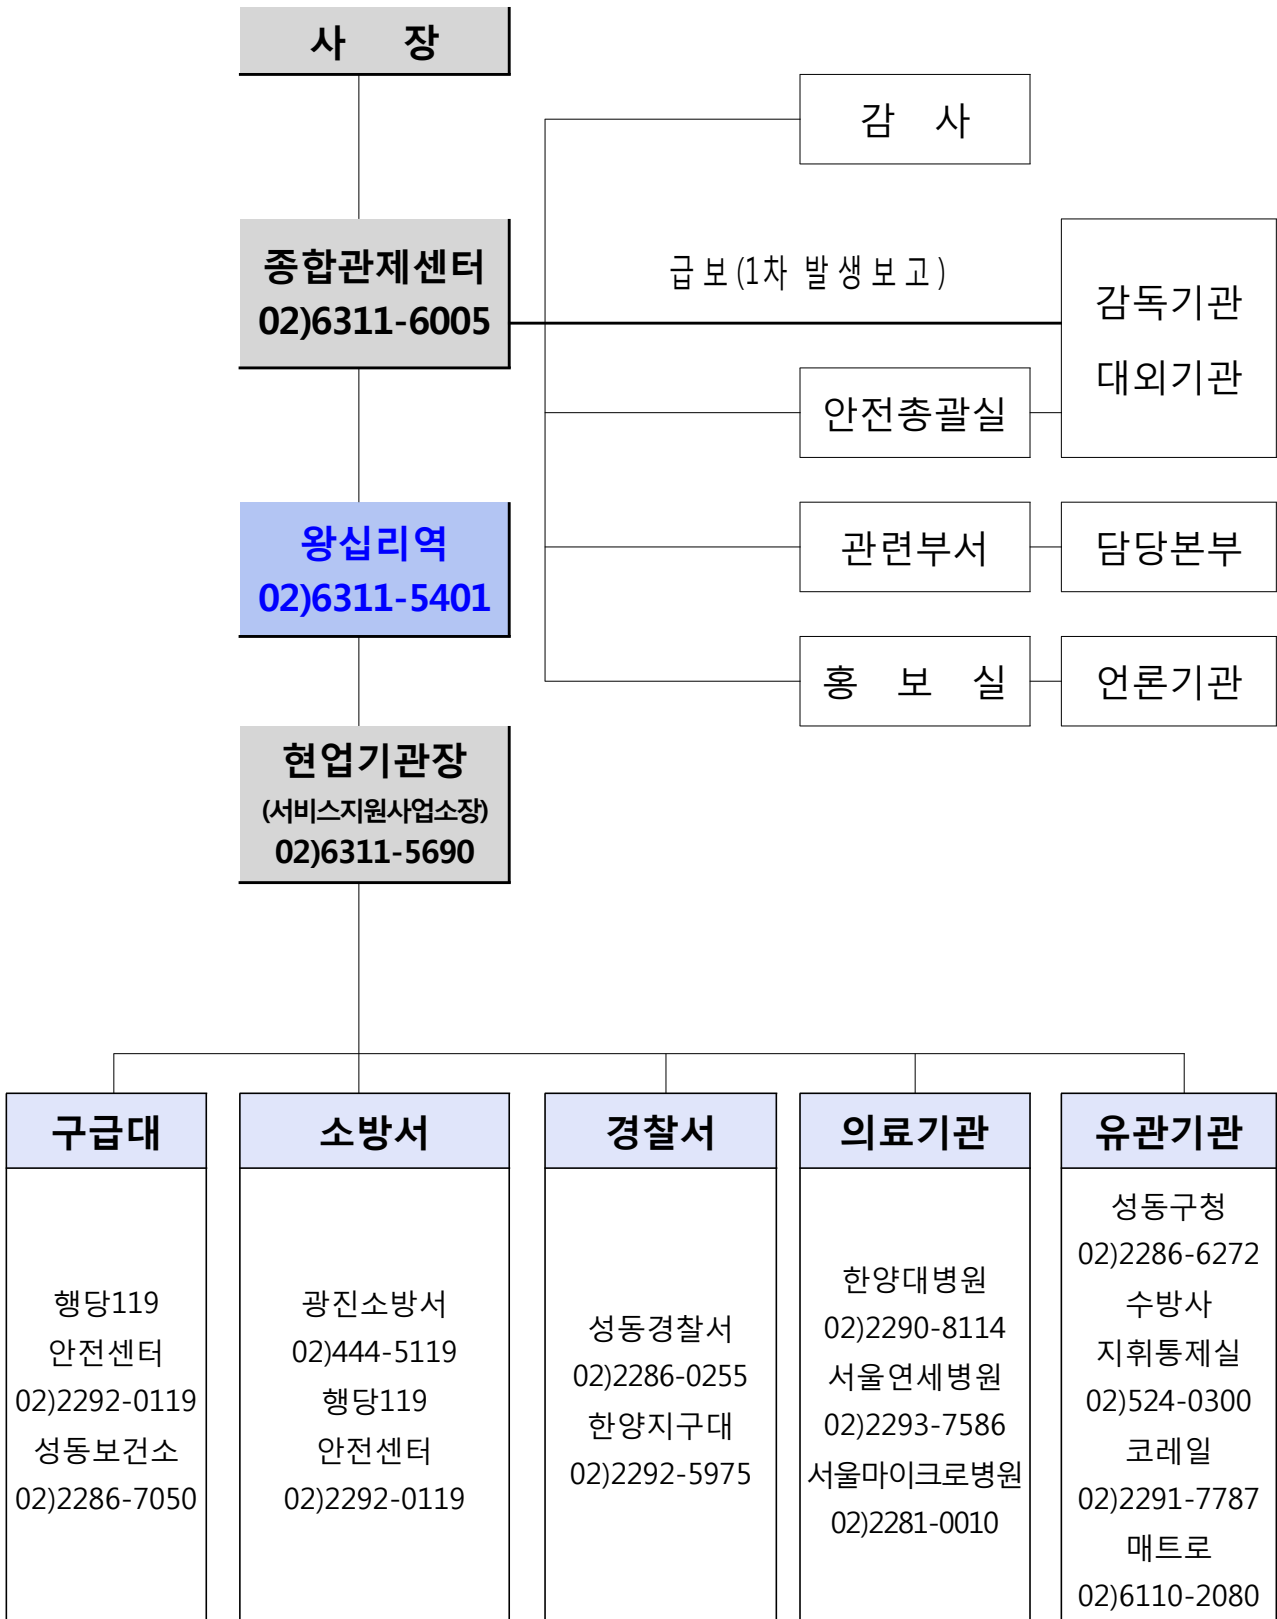 사 장
감 사
종합관제센터
02)6311-6005
급보(1차 발생보고)
감독기관
대외기관
안전총괄실
왕십리역
02)6311-5401
관련부서
담당본부
홍 보 실
언론기관
현업기관장
(서비스지원사업소장)
02)6311-5690
구급대
행당119
안전센터
02)2292-0119
성동보건소
02)2286-7050
소방서
광진소방서
02)444-5119
행당119
안전센터
02)2292-0119
경찰서
성동경찰서
02)2286-0255
한양지구대
02)2292-5975
의료기관
한양대병원
02)2290-8114
서울연세병원
02)2293-7586
서울마이크로병원
02)2281-0010
유관기관
성동구청
02)2286-6272
수방사
지휘통제실
02)524-0300
코레일
02)2291-7787
매트로
02)6110-2080